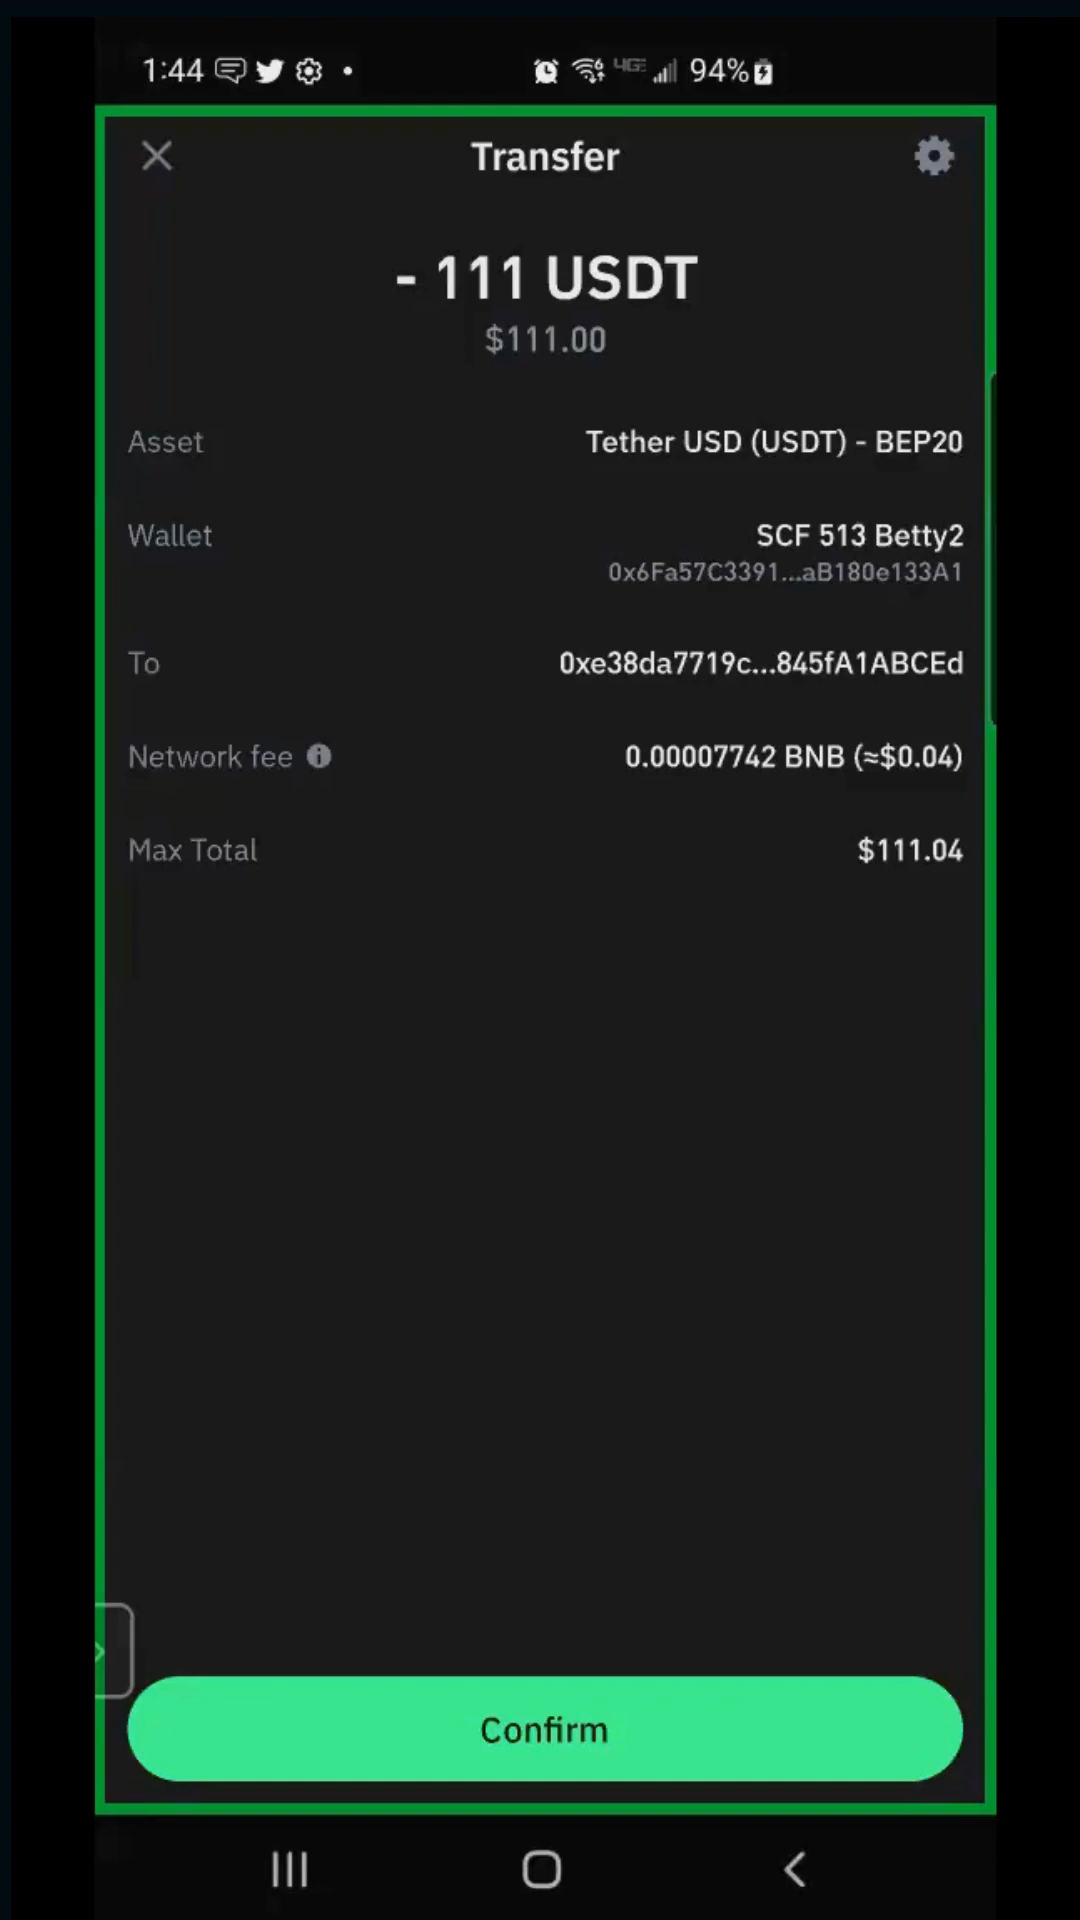 1:44 94%
Transfer
- 111 USDT
$111.00
Asset Tether USD (USDT) - BEP20
Wallet SCF 513 Betty2
0x6Fa57C3391...aB180e133A1
To 0xe38da7719c...845fA1ABCEd
Network fee 0.00007742 BNB (≈$0.04)
Max Total $111.04
Confirm